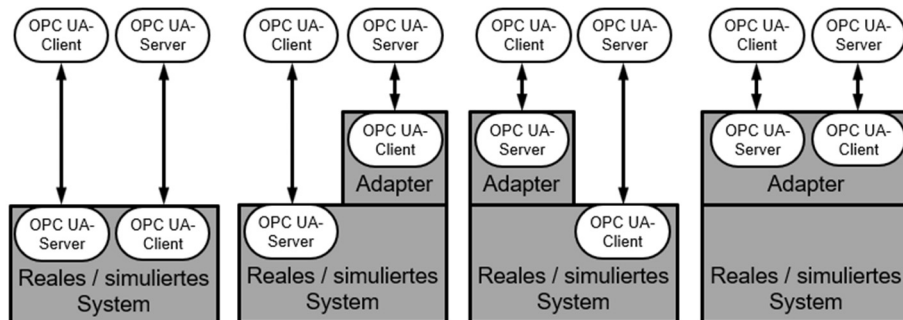 OPC UA-
Client
OPC UA-
Server
OPC UA-
Server
OPC UA-
Client
Reales / simuliertes
System
OPC UA-
Client
OPC UA-
Server
OPC UA-
Client
Adapter
OPC UA-
Server
Reales / simuliertes
System
OPC UA-
Client
OPC UA-
Server
OPC UA-
Server
Adapter
OPC UA-
Client
Reales / simuliertes
System
OPC UA-
Client
OPC UA-
Server
OPC UA-
Server
OPC UA-
Client
Adapter
Reales / simuliertes
System